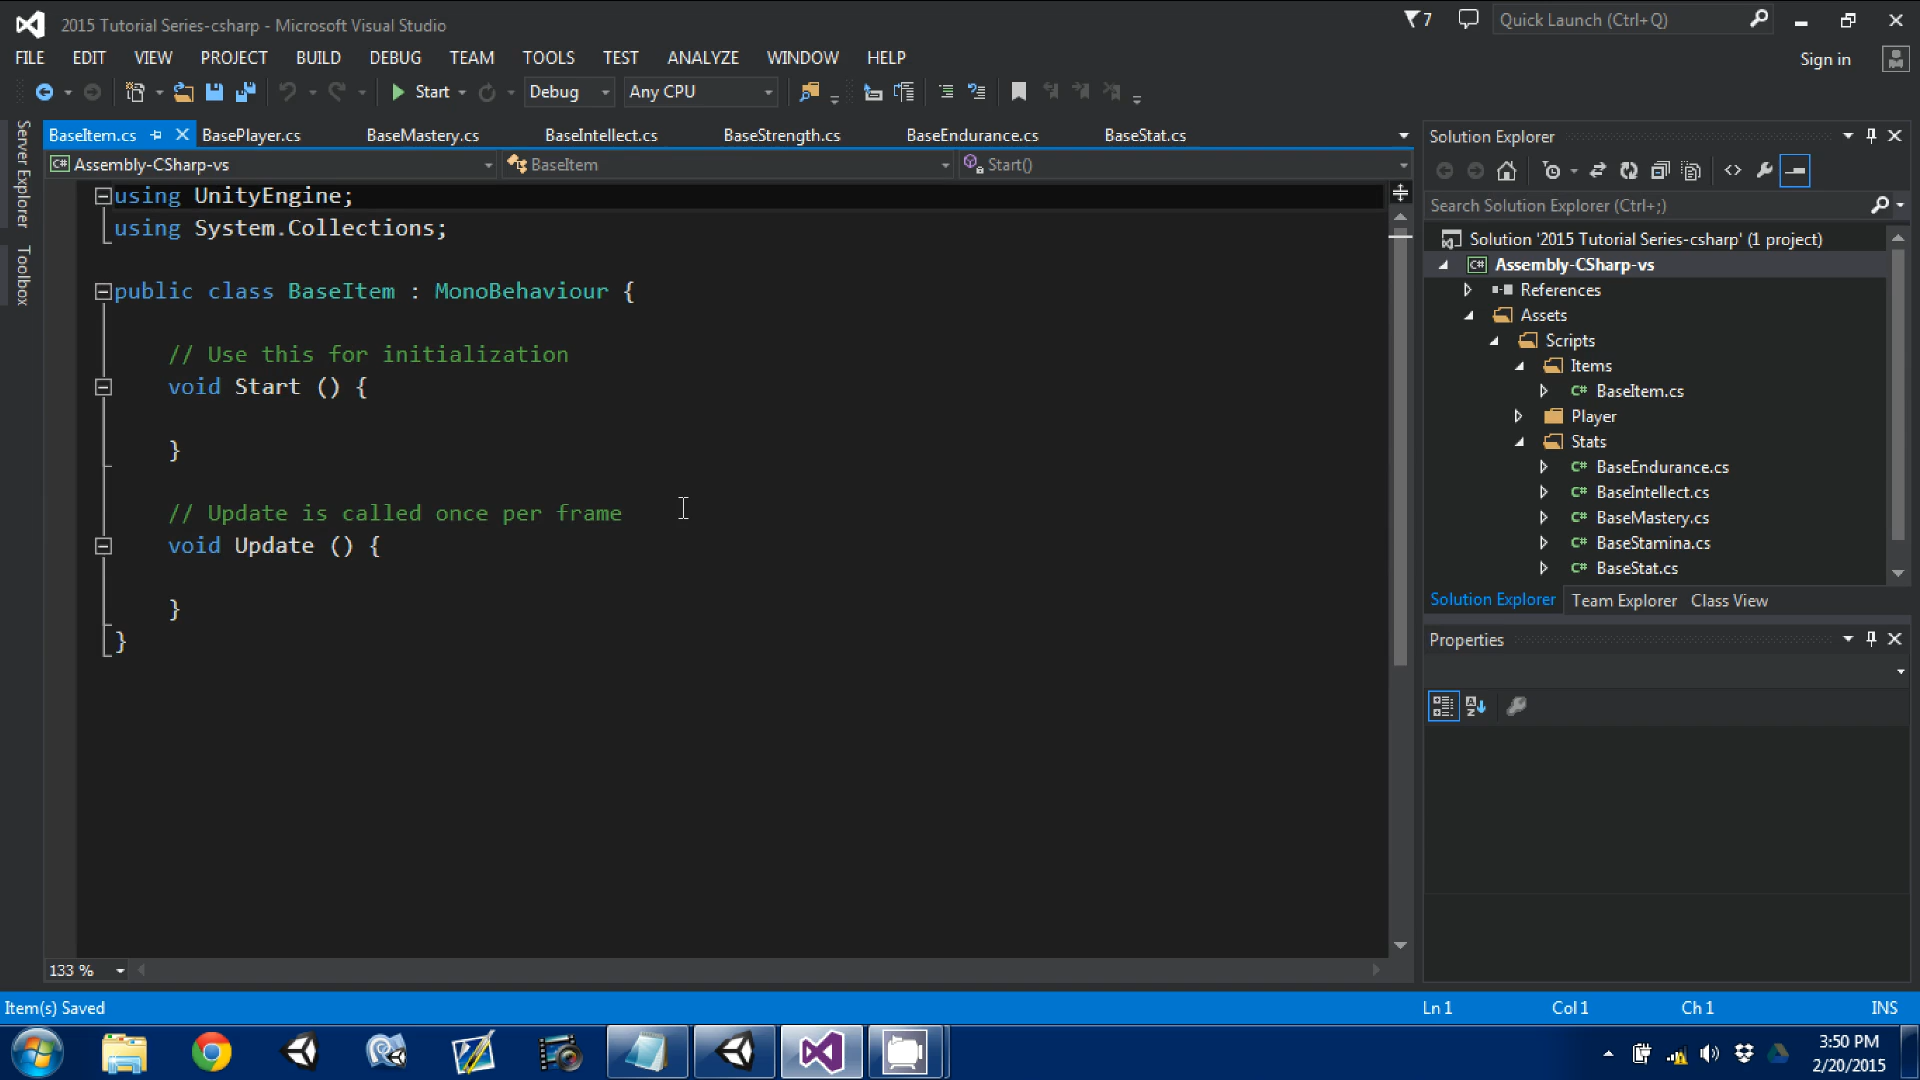 2015 Tutorial Series-csharp - Microsoft Visual Studio
7
Quick Launch (Ctrl+Q)
FILE EDIT VIEW PROJECT BUILD DEBUG TEAM TOOLS TEST ANALYZE WINDOW HELP
Sign in
Start Debug Any CPU
Server Explorer
Toolbox
BaseItem.cs BasePlayer.cs BaseMastery.cs BaseIntellect.cs BaseStrength.cs BaseEndurance.cs BaseStat.cs
Assembly-CSharp-vs BaseItem Start()
using UnityEngine;
using System.Collections;
public class BaseItem : MonoBehaviour {
// Use this for initialization
void Start () {
}
// Update is called once per frame
void Update () {
}
}
133 %
Solution Explorer
Search Solution Explorer (Ctrl+;)
Solution '2015 Tutorial Series-csharp' (1 project)
C# Assembly-CSharp-vs
References
Assets
Scripts
Items
C# BaseItem.cs
Player
Stats
C# BaseEndurance.cs
C# BaseIntellect.cs
C# BaseMastery.cs
C# BaseStamina.cs
C# BaseStat.cs
Solution Explorer Team Explorer Class View
Properties
Item(s) Saved
Ln 1 Col 1 Ch 1 INS
3:50 PM
2/20/2015